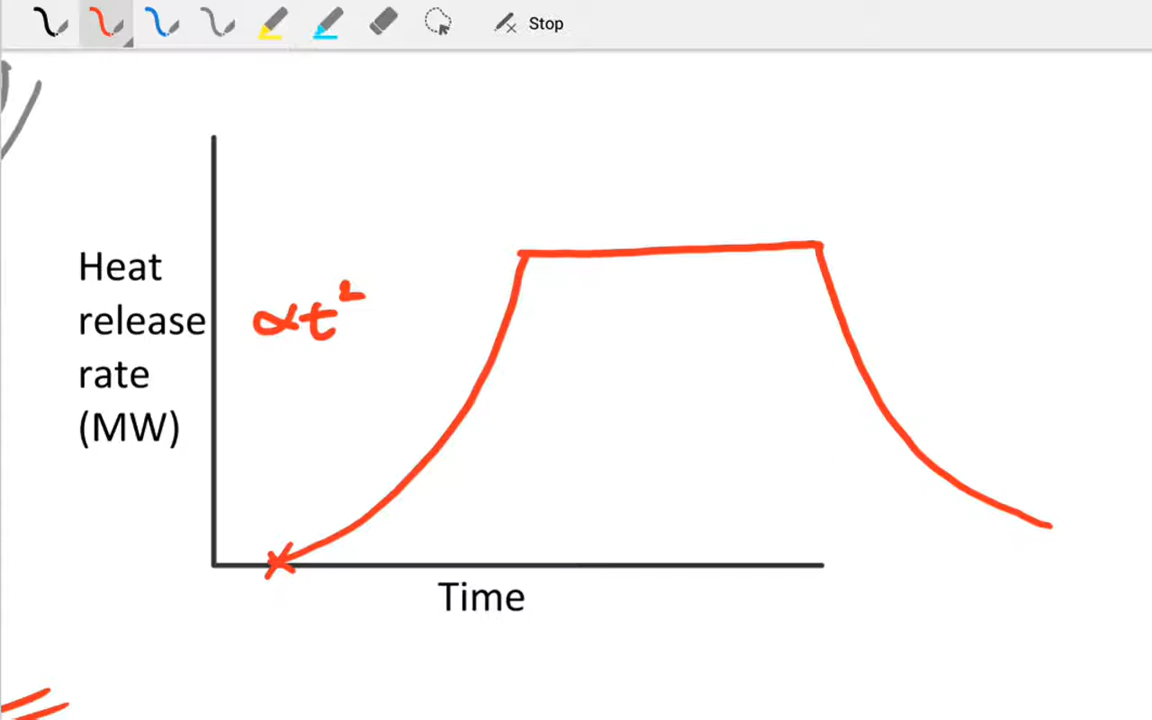 Stop
Heat
release
rate
(MW)
αt²
Time